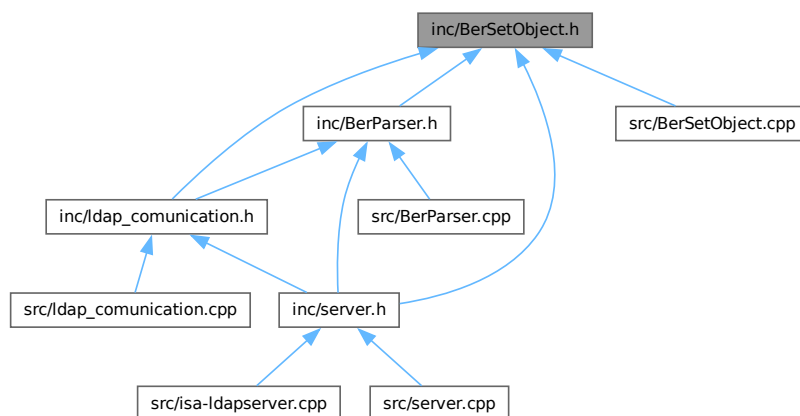 inc/BerSetObject.h
inc/BerParser.h
src/BerSetObject.cpp
inc/ldap_comunication.h
src/BerParser.cpp
src/ldap_comunication.cpp
inc/server.h
src/isa-ldapserver.cpp
src/server.cpp